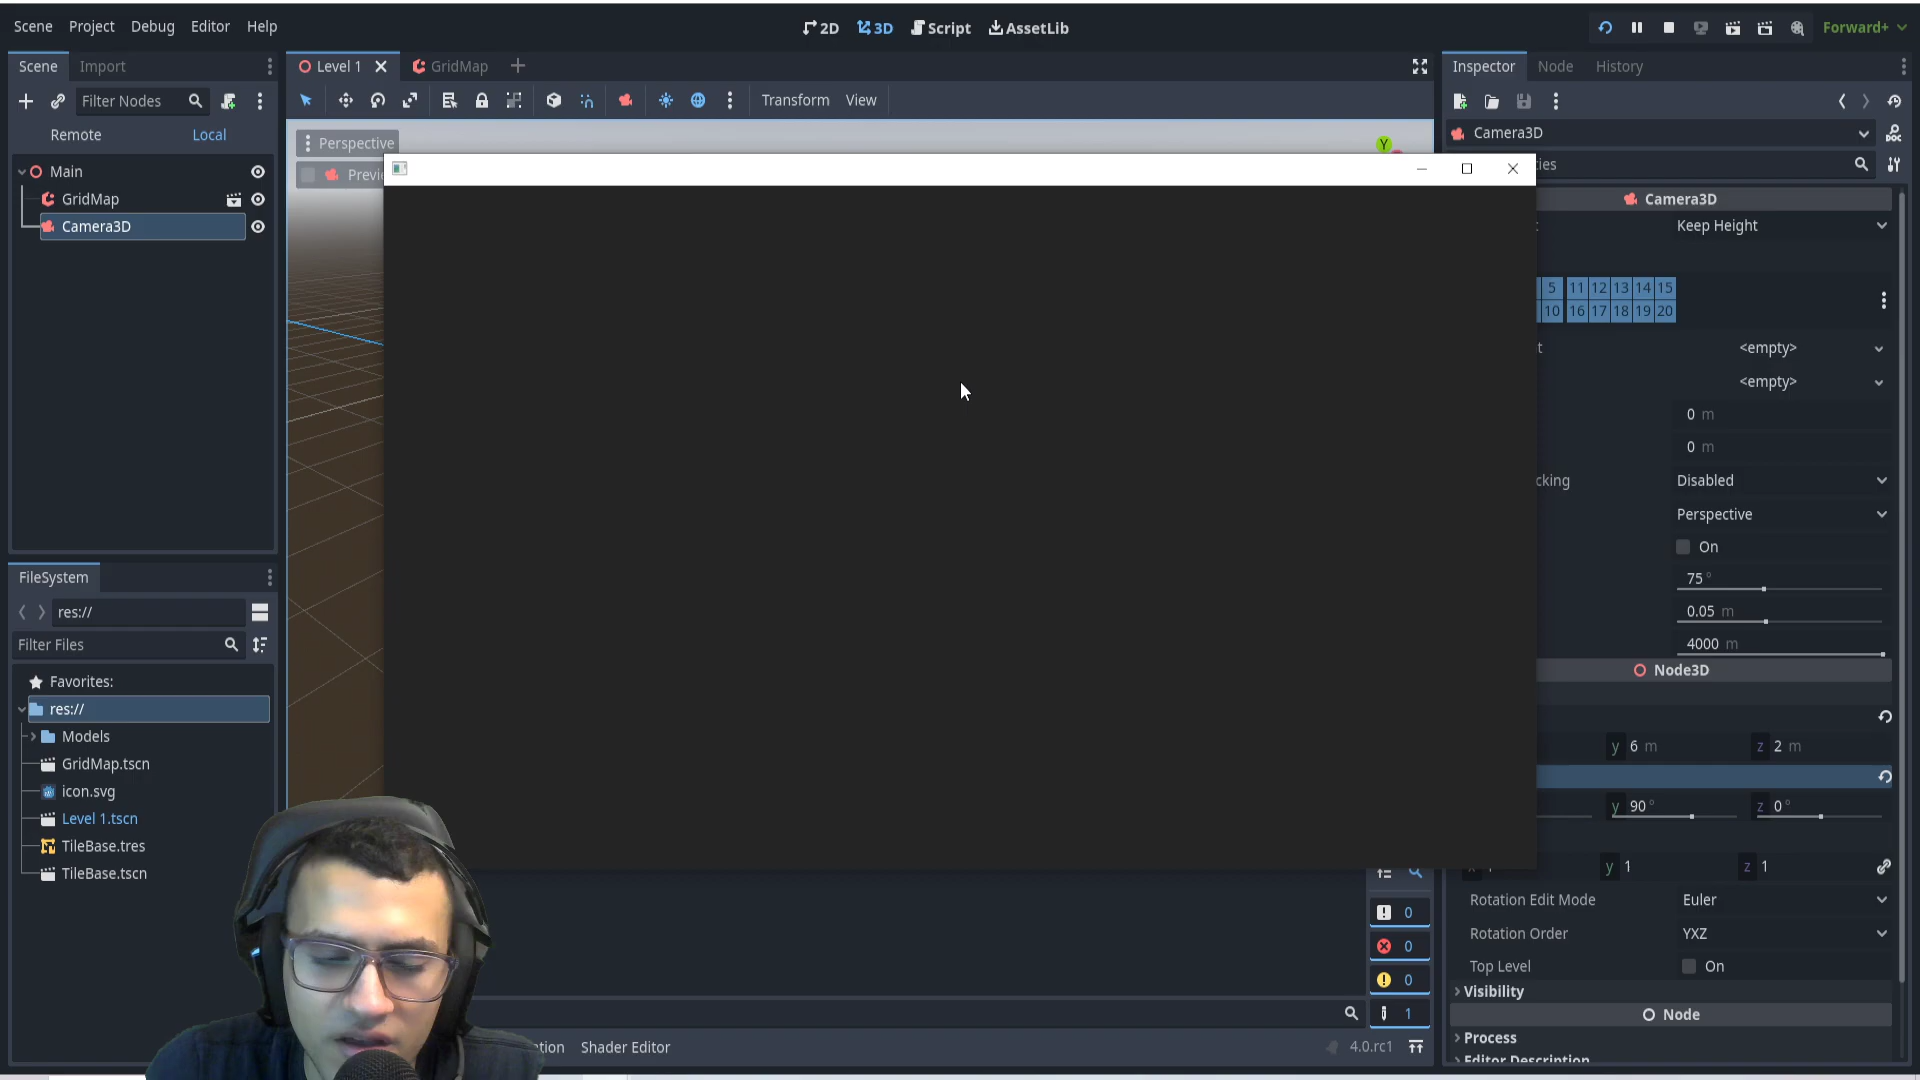 Scene Project Debug Editor Help
2D 3D Script AssetLib
Forward+
Scene Import
Filter Nodes
Remote Local
Main
GridMap
Camera3D
FileSystem
res://
Filter Files
Favorites:
res://
Models
GridMap.tscn
icon.svg
Level 1.tscn
TileBase.tres
TileBase.tscn
Level 1 GridMap
Transform View
Perspective
Y
0
0
0
1
Shader Editor
4.0.rc1
Inspector Node History
Camera3D
Camera3D
Keep Height
5 11 12 13 14 15
10 16 17 18 19 20
<empty>
<empty>
0 m
0 m
Disabled
Perspective
On
75 °
0.05 m
4000 m
Node3D
y 6 m z 2 m
y 90 ° z 0 °
y 1 z 1
Rotation Edit Mode Euler
Rotation Order YXZ
Top Level On
Visibility
Node
Process
Editor Description